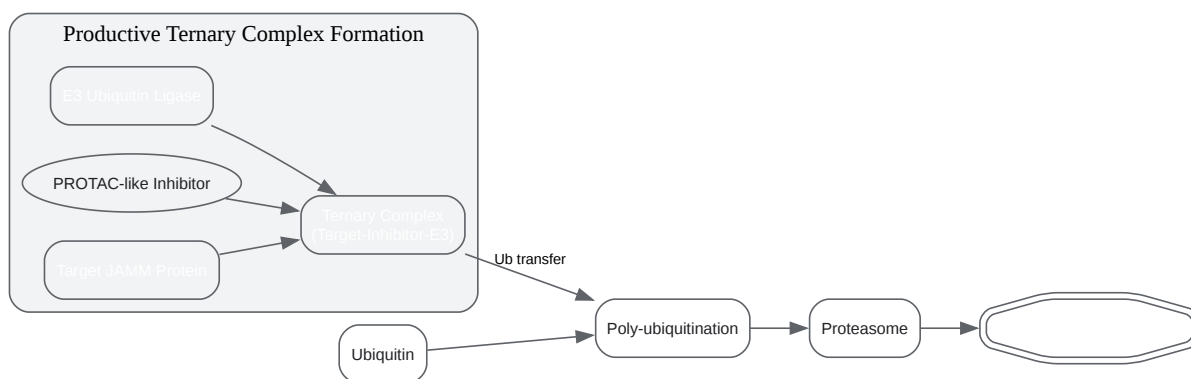 Productive Ternary Complex Formation
E3 Ubiquitin Ligase
PROTAC-like Inhibitor
Ternary Complex
(Target-Inhibitor-E3)
Target JAMM Protein
Ub transfer
Poly-ubiquitination
Proteasome
Ubiquitin